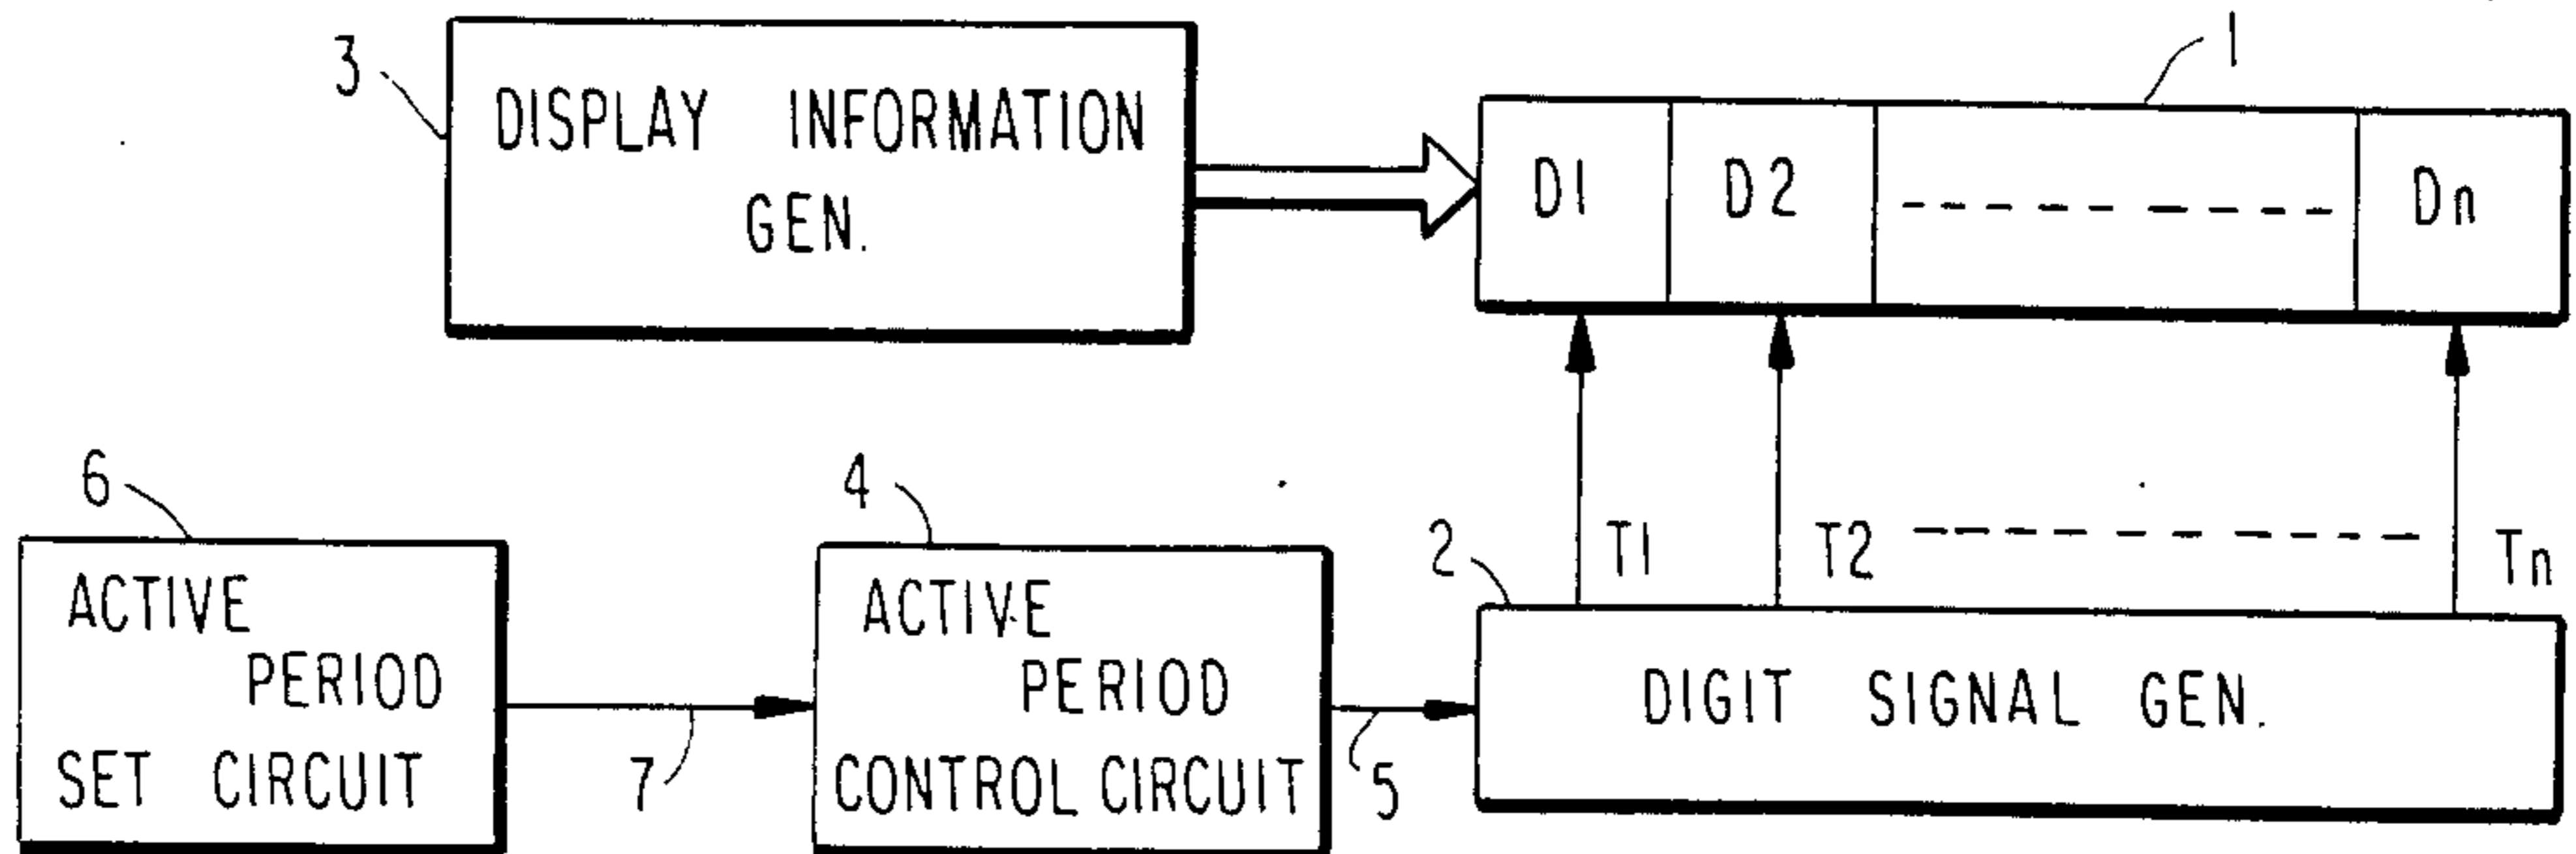 3
1
DISPLAY INFORMATION
GEN.
D1 D2 Dn
6
4
2
T1 T2 Tn
ACTIVE
PERIOD
SET CIRCUIT
7
ACTIVE
PERIOD
CONTROL CIRCUIT
5
DIGIT SIGNAL GEN.